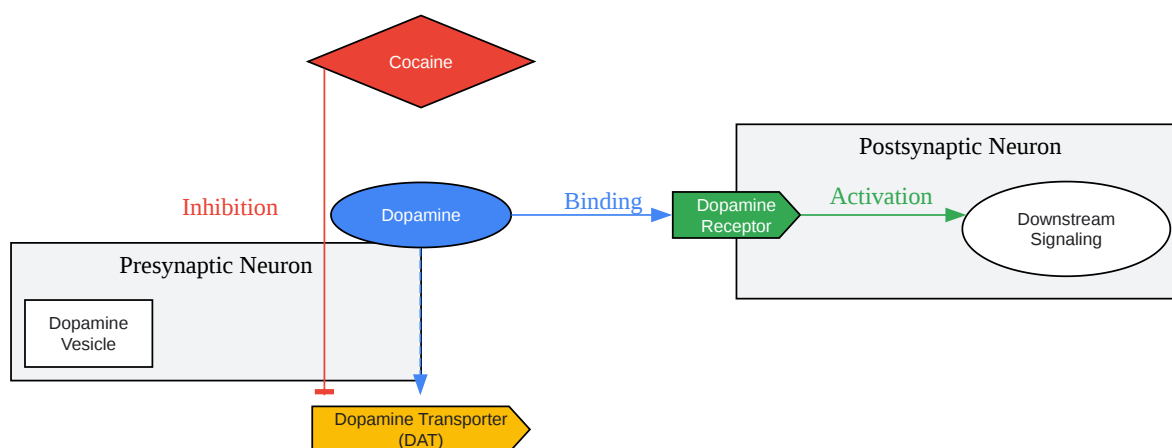 Cocaine
Postsynaptic Neuron
Inhibition
Dopamine
Binding
Dopamine
Receptor
Activation
Downstream
Signaling
Presynaptic Neuron
Dopamine
Vesicle
Dopamine Transporter
(DAT)